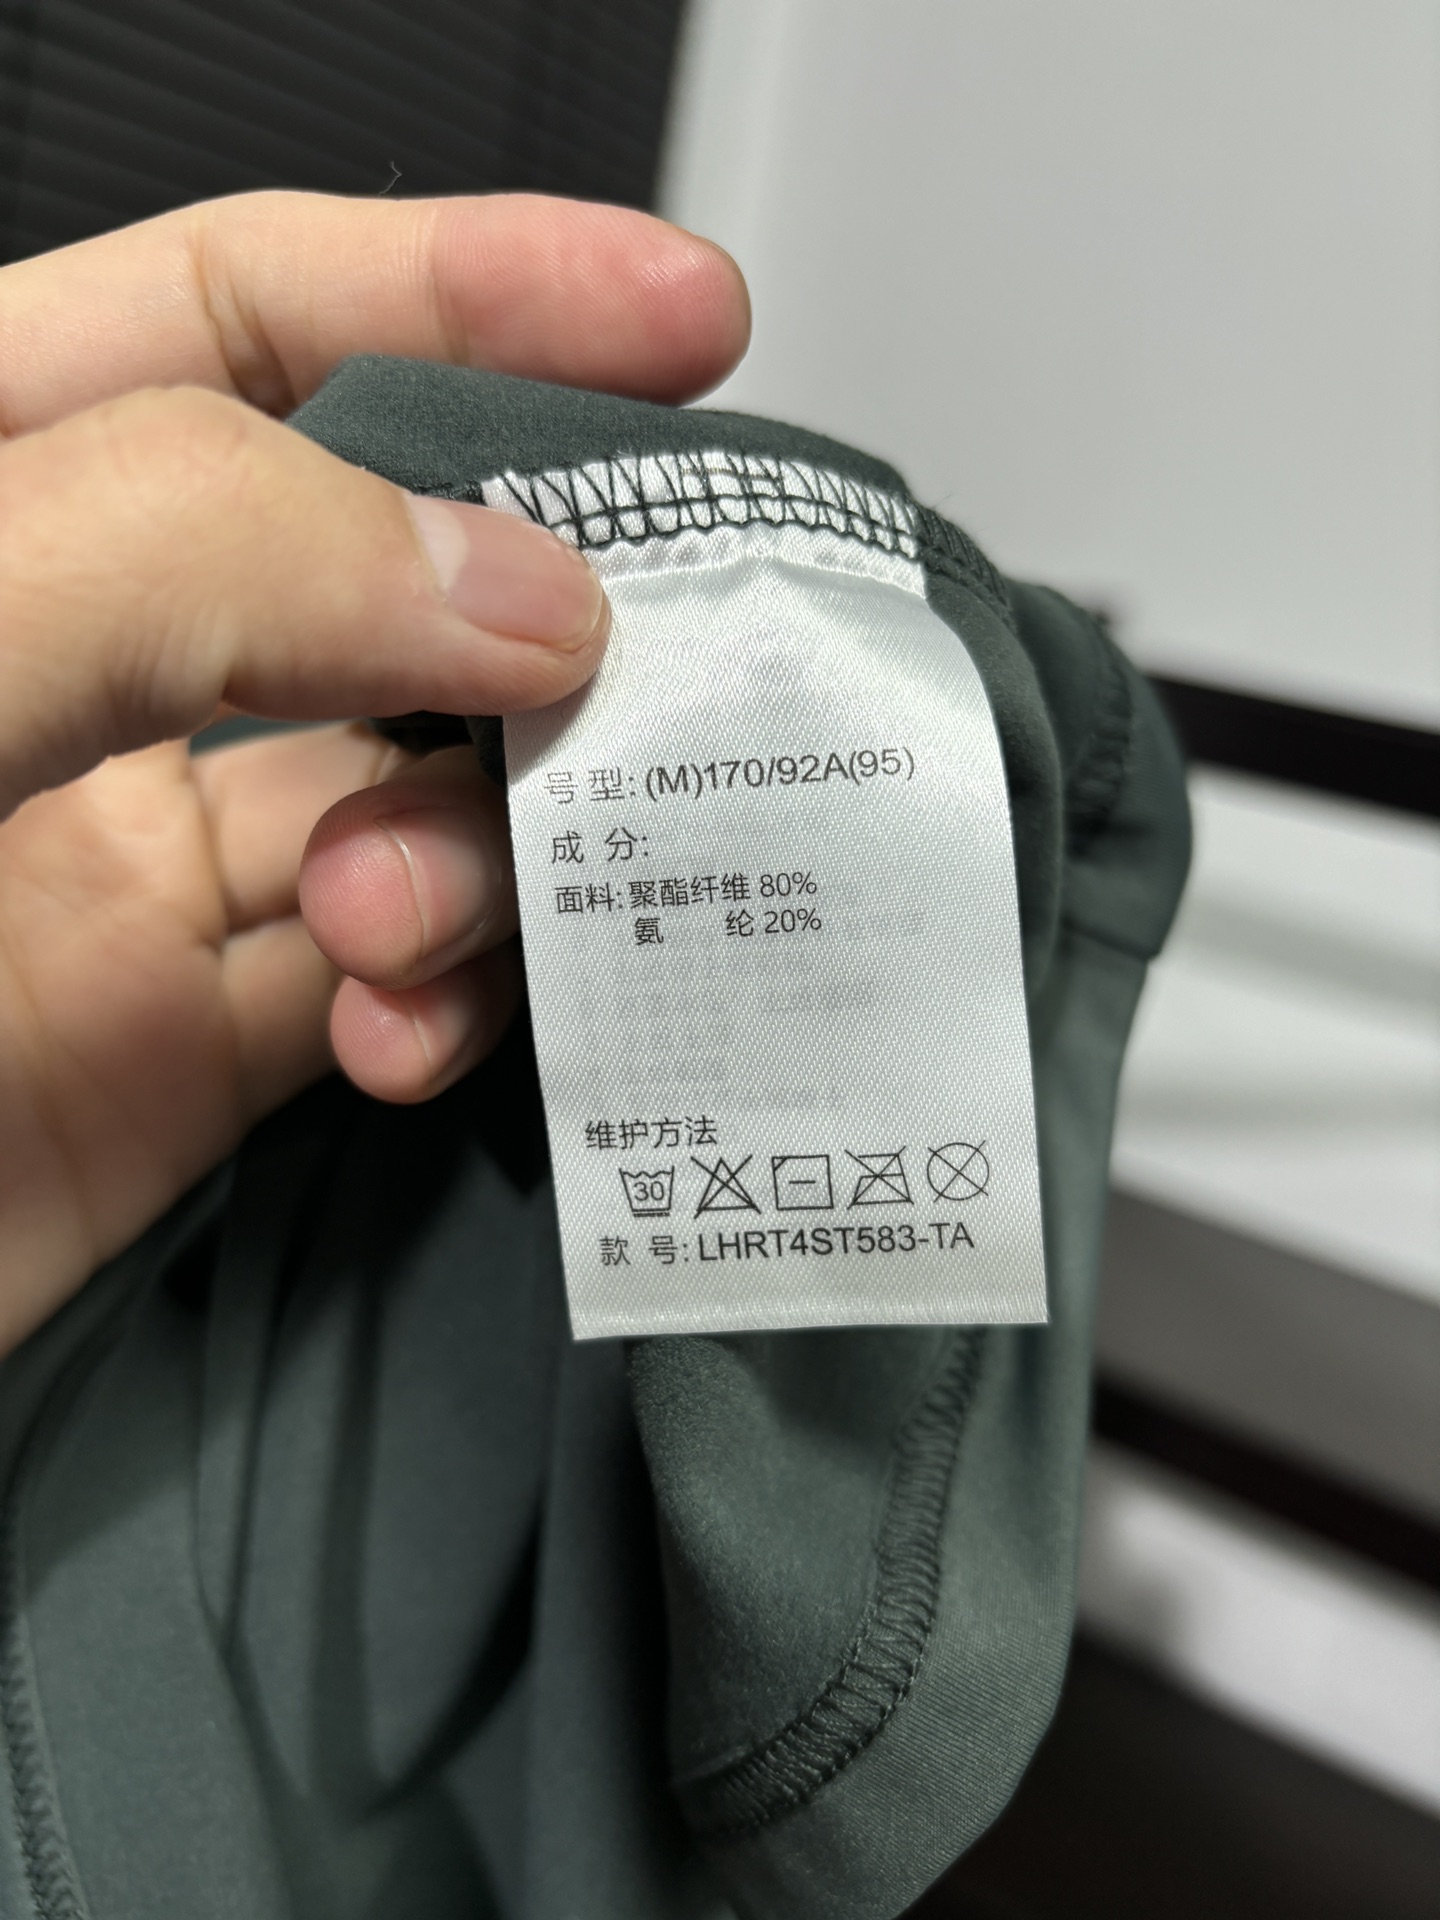 号 型: (M)170/92A(95)
成 分:
面料: 聚酯纤维 80%
氨 纶 20%
维护方法
30
款 号: LHRT4ST583-TA